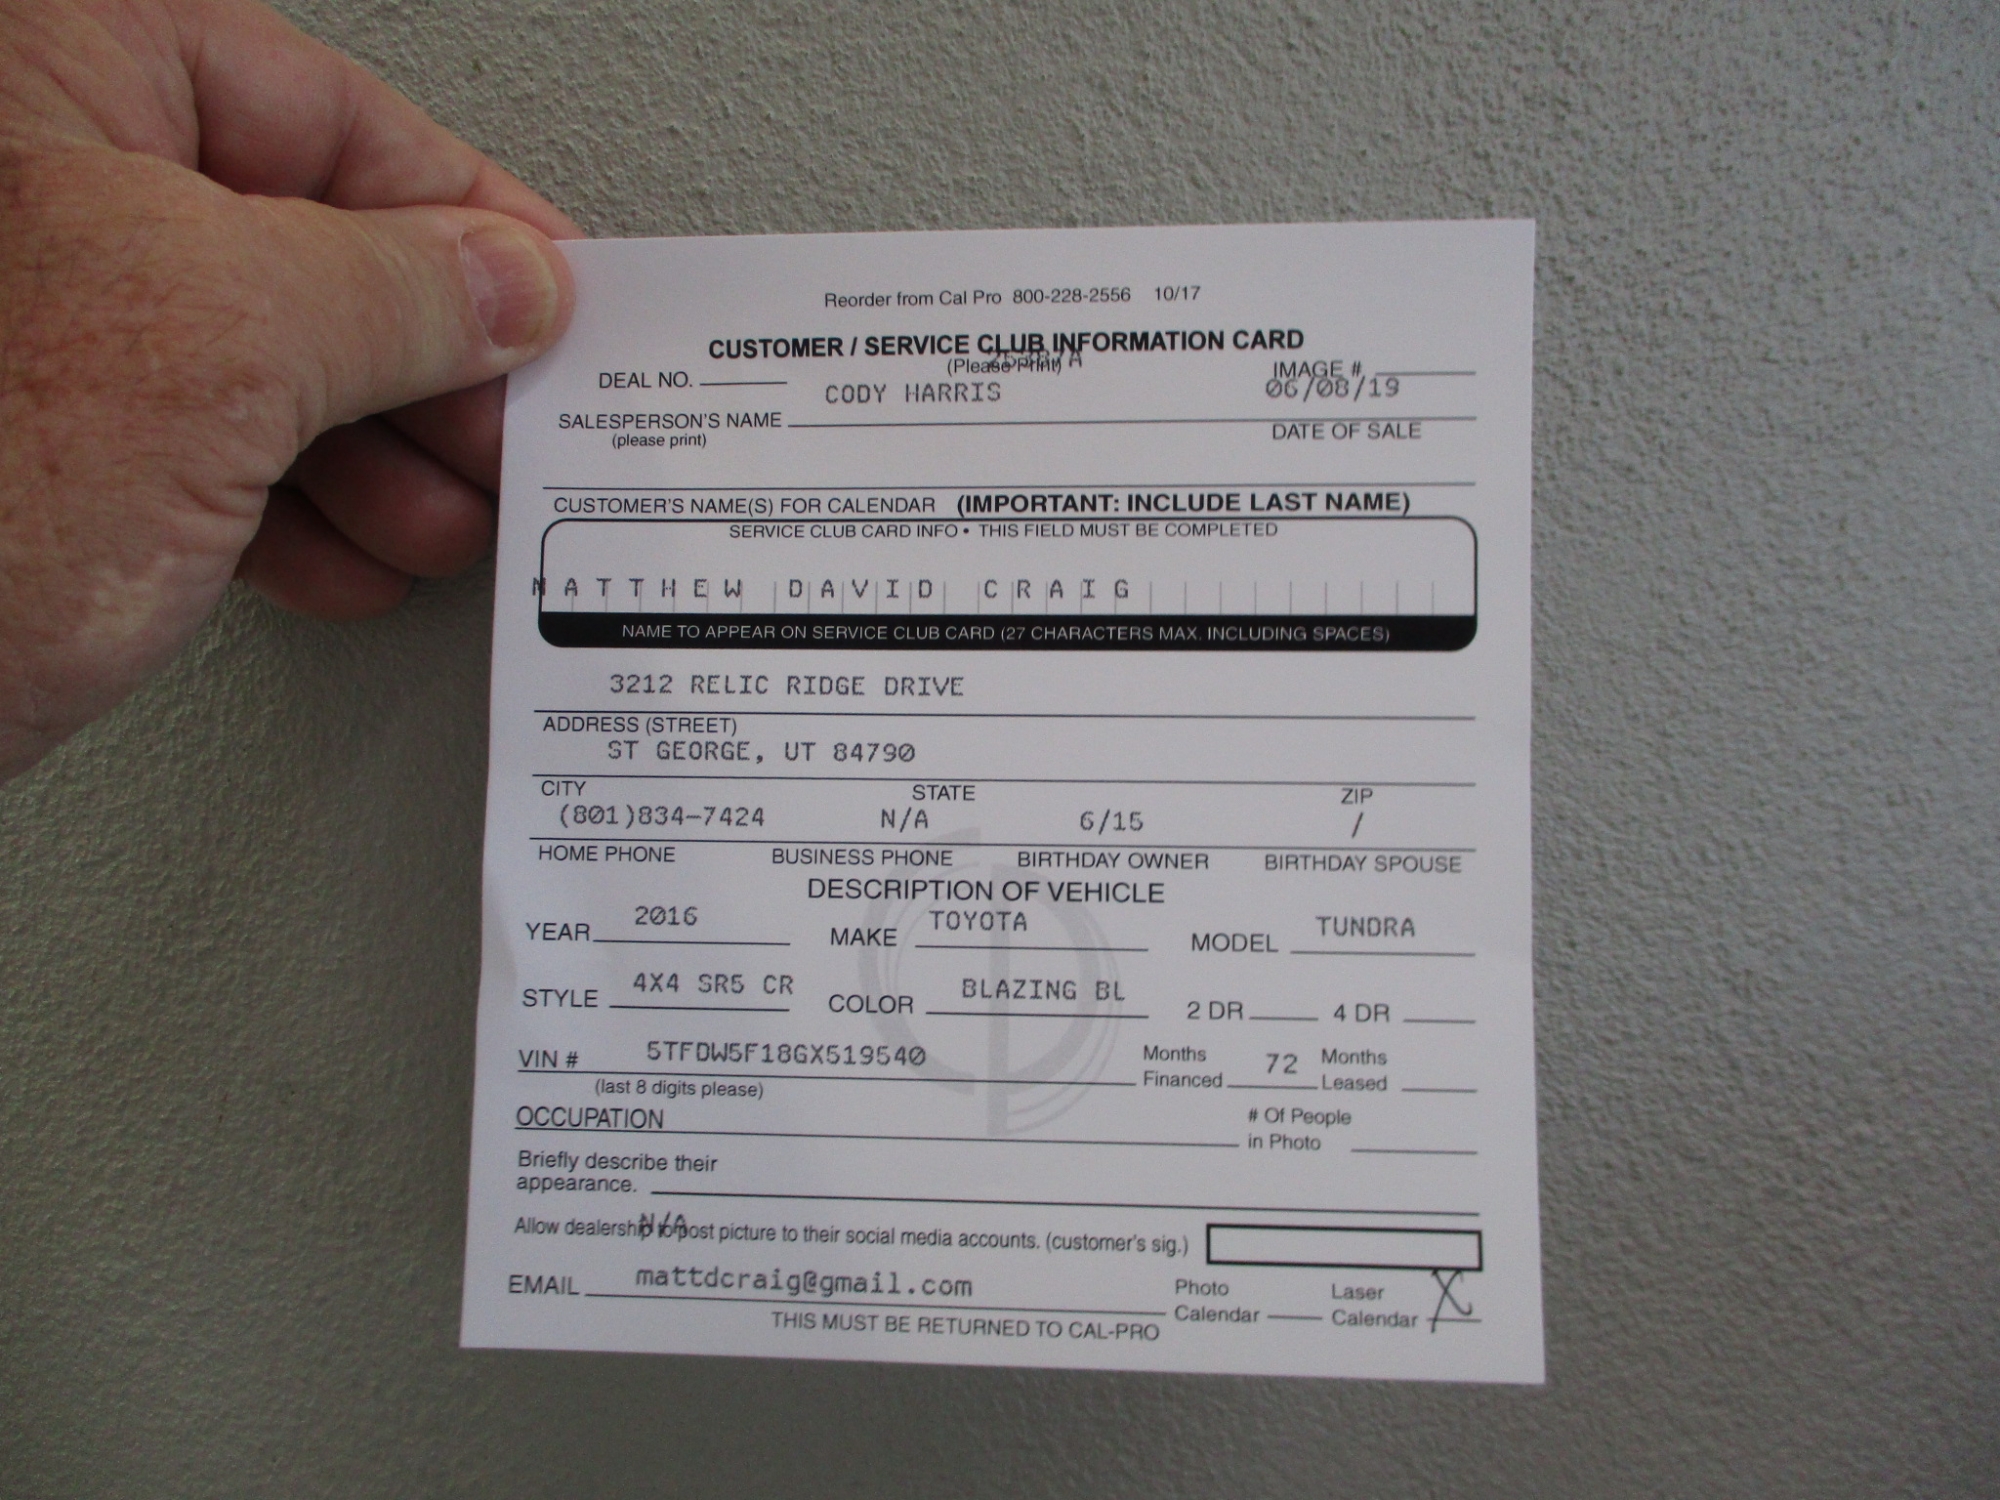 Reorder from Cal Pro 800-228-2556 10/17
CUSTOMER / SERVICE CLUB INFORMATION CARD
(Please Print)
DEAL NO. IMAGE #
CODY HARRIS 06/08/19
SALESPERSON'S NAME DATE OF SALE
(please print)
CUSTOMER'S NAME(S) FOR CALENDAR (IMPORTANT: INCLUDE LAST NAME)
SERVICE CLUB CARD INFO • THIS FIELD MUST BE COMPLETED
MATTHEW DAVID CRAIG
NAME TO APPEAR ON SERVICE CLUB CARD (27 CHARACTERS MAX. INCLUDING SPACES)
3212 RELIC RIDGE DRIVE
ADDRESS (STREET)
ST GEORGE, UT 84790
CITY STATE ZIP
(801)834-7424 N/A 6/15 /
HOME PHONE BUSINESS PHONE BIRTHDAY OWNER BIRTHDAY SPOUSE
DESCRIPTION OF VEHICLE
YEAR 2016 MAKE TOYOTA MODEL TUNDRA
STYLE 4X4 SR5 CR COLOR BLAZING BL 2 DR 4 DR
VIN # 5TFDW5F18GX519540 Months Financed 72 Months Leased
(last 8 digits please)
OCCUPATION # Of People in Photo
Briefly describe their
appearance.
N/A
Allow dealership to post picture to their social media accounts. (customer's sig.)
EMAIL mattdcraig@gmail.com Photo Calendar Laser Calendar X
THIS MUST BE RETURNED TO CAL-PRO